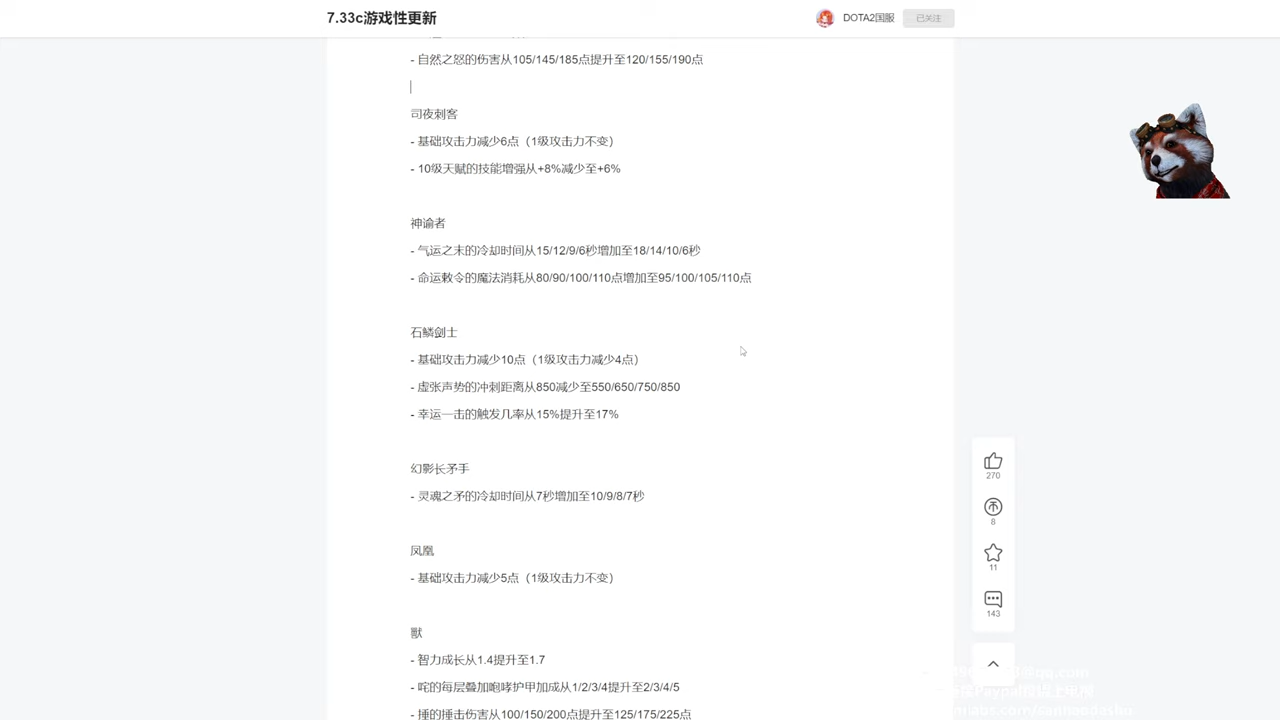 7.33c游戏性更新
DOTA2国服
已关注
- 自然之怒的伤害从105/145/185点提升至120/155/190点
司夜刺客
- 基础攻击力减少6点（1级攻击力不变）
- 10级天赋的技能增强从+8%减少至+6%
神谕者
- 气运之末的冷却时间从15/12/9/6秒增加至18/14/10/6秒
- 命运敕令的魔法消耗从80/90/100/110点增加至95/100/105/110点
石鳞剑士
- 基础攻击力减少10点（1级攻击力减少4点）
- 虚张声势的冲刺距离从850减少至550/650/750/850
- 幸运一击的触发几率从15%提升至17%
幻影长矛手
- 灵魂之矛的冷却时间从7秒增加至10/9/8/7秒
凤凰
- 基础攻击力减少5点（1级攻击力不变）
獸
- 智力成长从1.4提升至1.7
- 咤的每层叠加咆哮护甲加成从1/2/3/4提升至2/3/4/5
- 捶的捶击伤害从100/150/200点提升至125/175/225点
270
8
11
143